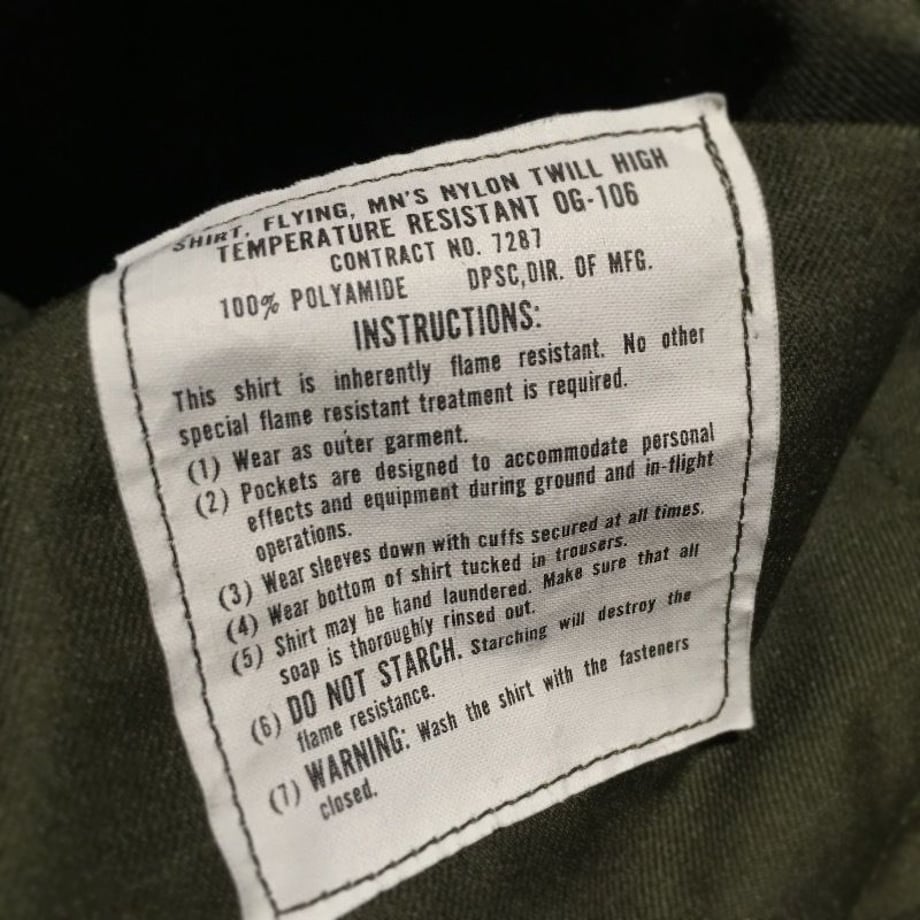 SHIRT, FLYING, MN'S NYLON TWILL HIGH
TEMPERATURE RESISTANT OG-106
CONTRACT NO. 7287
100% POLYAMIDE DPSC,DIR. OF MFG.
INSTRUCTIONS:
This shirt is inherently flame resistant. No other
special flame resistant treatment is required.
(1) Wear as outer garment.
(2) Pockets are designed to accommodate personal
effects and equipment during ground and in-flight
operations.
(3) Wear sleeves down with cuffs secured at all times.
(4) Wear bottom of shirt tucked in trousers.
(5) Shirt may be hand laundered. Make sure that all
soap is thoroughly rinsed out.
(6) DO NOT STARCH. Starching will destroy the
flame resistance.
(7) WARNING: Wash the shirt with the fasteners
closed.